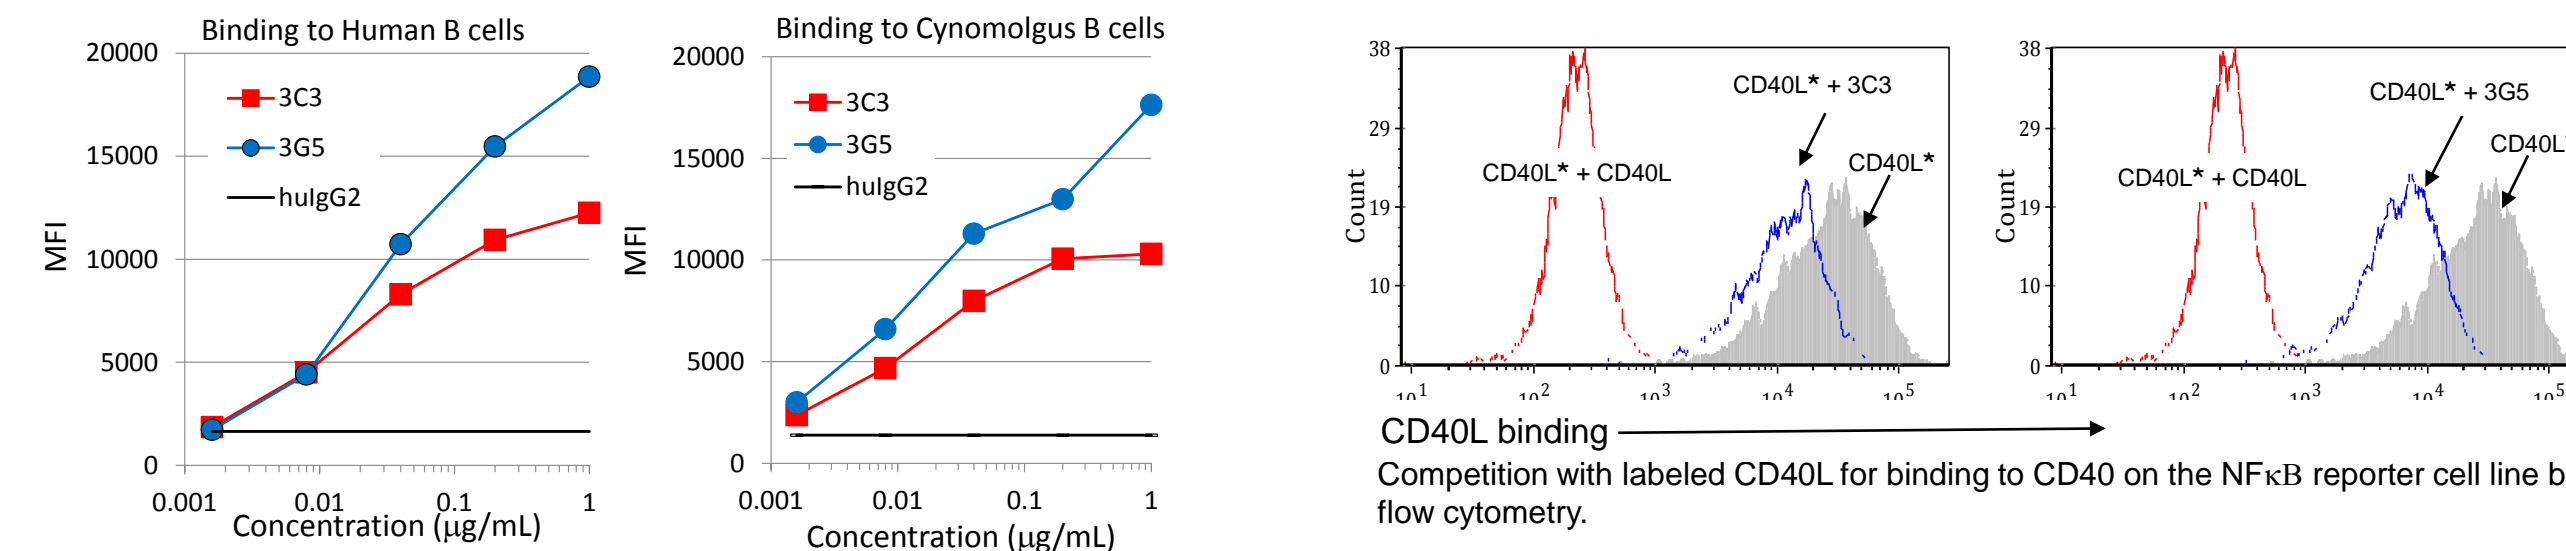 Binding to Human B cells
20000
15000
10000
5000
0
MFI
3C3
3G5
huIgG2
0.001
0.01
0.1
1
Concentration (µg/mL)
Binding to Cynomolgus B cells
20000
15000
10000
5000
0
MFI
3C3
3G5
huIgG2
0.001
0.01
0.1
1
Concentration (µg/mL)
38
29
19
10
0
Count
CD40L* + 3C3
CD40L* + CD40L
CD40L*
10^1
10^2
10^3
10^4
10^5
38
29
19
10
0
Count
CD40L* + 3G5
CD40L* + CD40L
CD40L
10^1
10^2
10^3
10^4
10^5
CD40L binding
Competition with labeled CD40L for binding to CD40 on the NFκB reporter cell line b
flow cytometry.